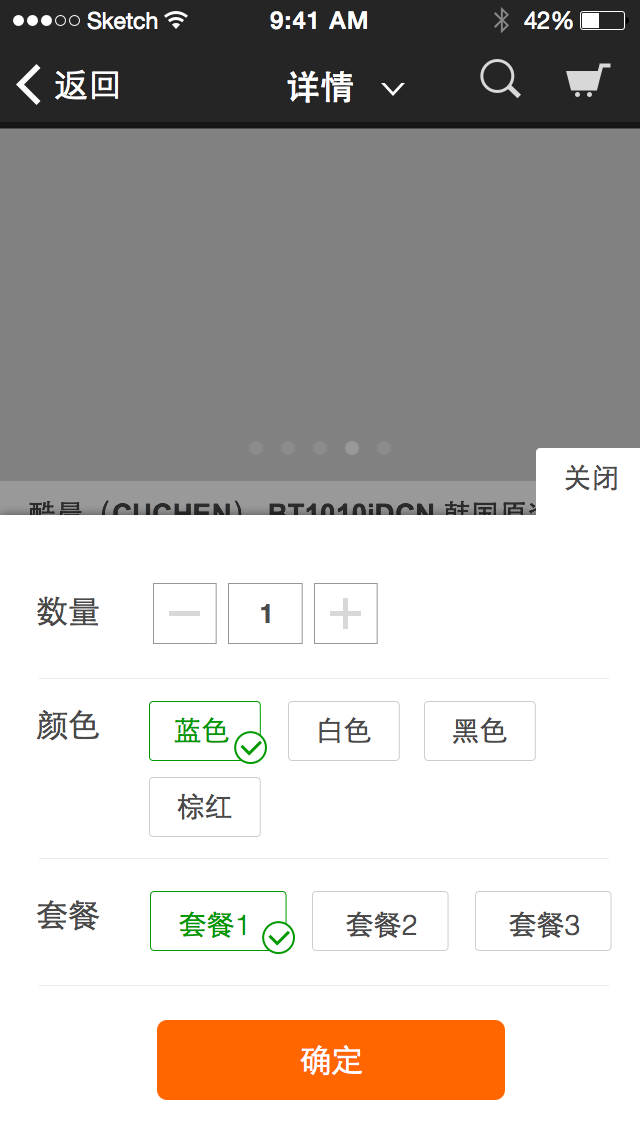 Sketch 9:41 AM 42%
返回 详情
关闭
酷晨（CUCHEN） BT1010iDCN 韩国原
数量 1
颜色 蓝色 白色 黑色
棕红
套餐 套餐1 套餐2 套餐3
确定